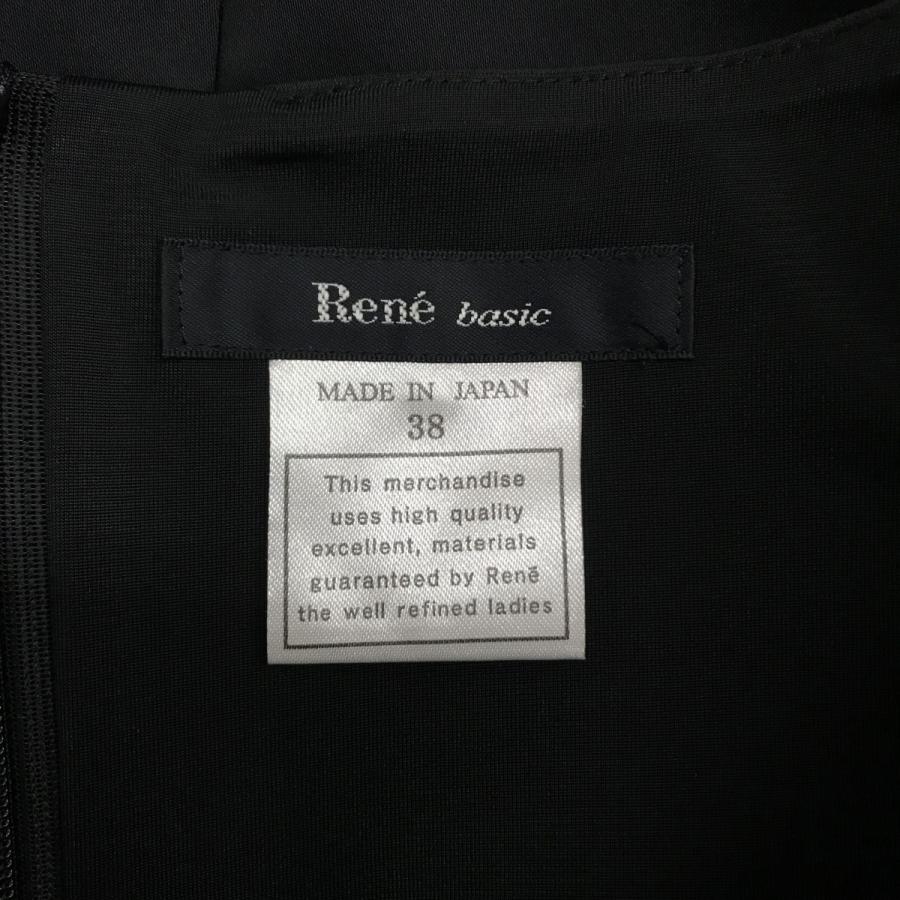 René basic
MADE IN JAPAN
38
This merchandise
uses high quality
excellent, materials
guaranteed by René
the well refined ladies